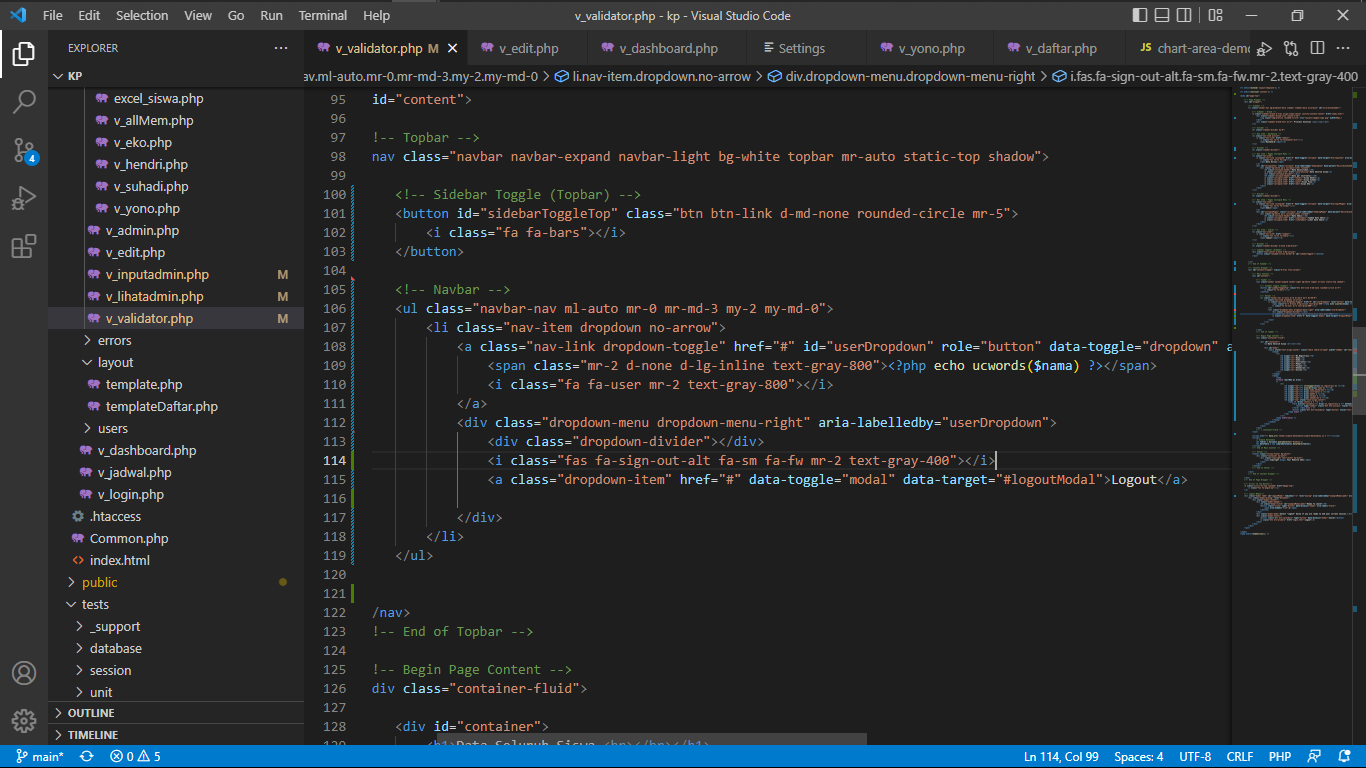 File Edit Selection View Go Run Terminal Help
v_validator.php - kp - Visual Studio Code
EXPLORER
v_validator.php M
v_edit.php
v_dashboard.php
Settings
v_yono.php
v_daftar.php
JS chart-area-demo
KP
av.ml-auto.mr-0.mr-md-3.my-2.my-md-0 > li.nav-item.dropdown.no-arrow > div.dropdown-menu.dropdown-menu-right > i.fas.fa-sign-out-alt.fa-sm.fa-fw.mr-2.text-gray-400
excel_siswa.php
v_allMem.php
v_eko.php
v_hendri.php
v_suhadi.php
v_yono.php
v_admin.php
v_edit.php
v_inputadmin.php M
v_lihatadmin.php M
v_validator.php M
errors
layout
template.php
templateDaftar.php
users
v_dashboard.php
v_jadwal.php
v_login.php
.htaccess
Common.php
index.html
public
tests
_support
database
session
unit
OUTLINE
TIMELINE
4
95 id="content">
96
97 !-- Topbar -->
98 nav class="navbar navbar-expand navbar-light bg-white topbar mr-auto static-top shadow">
99
100 <!-- Sidebar Toggle (Topbar) -->
101 <button id="sidebarToggleTop" class="btn btn-link d-md-none rounded-circle mr-5">
102 <i class="fa fa-bars"></i>
103 </button>
104
105 <!-- Navbar -->
106 <ul class="navbar-nav ml-auto mr-0 mr-md-3 my-2 my-md-0">
107 <li class="nav-item dropdown no-arrow">
108 <a class="nav-link dropdown-toggle" href="#" id="userDropdown" role="button" data-toggle="dropdown" a
109 <span class="mr-2 d-none d-lg-inline text-gray-800"><?php echo ucwords($nama) ?></span>
110 <i class="fa fa-user mr-2 text-gray-800"></i>
111 </a>
112 <div class="dropdown-menu dropdown-menu-right" aria-labelledby="userDropdown">
113 <div class="dropdown-divider"></div>
114 <i class="fas fa-sign-out-alt fa-sm fa-fw mr-2 text-gray-400"></i>
115 <a class="dropdown-item" href="#" data-toggle="modal" data-target="#logoutModal">Logout</a>
116
117 </div>
118 </li>
119 </ul>
120
121
122 /nav>
123 !-- End of Topbar -->
124
125 !-- Begin Page Content -->
126 div class="container-fluid">
127
128 <div id="container">
129 <h1>Data Seluruh Siswa <br></br></h1>
main* 0 5
Ln 114, Col 99 Spaces: 4 UTF-8 CRLF PHP